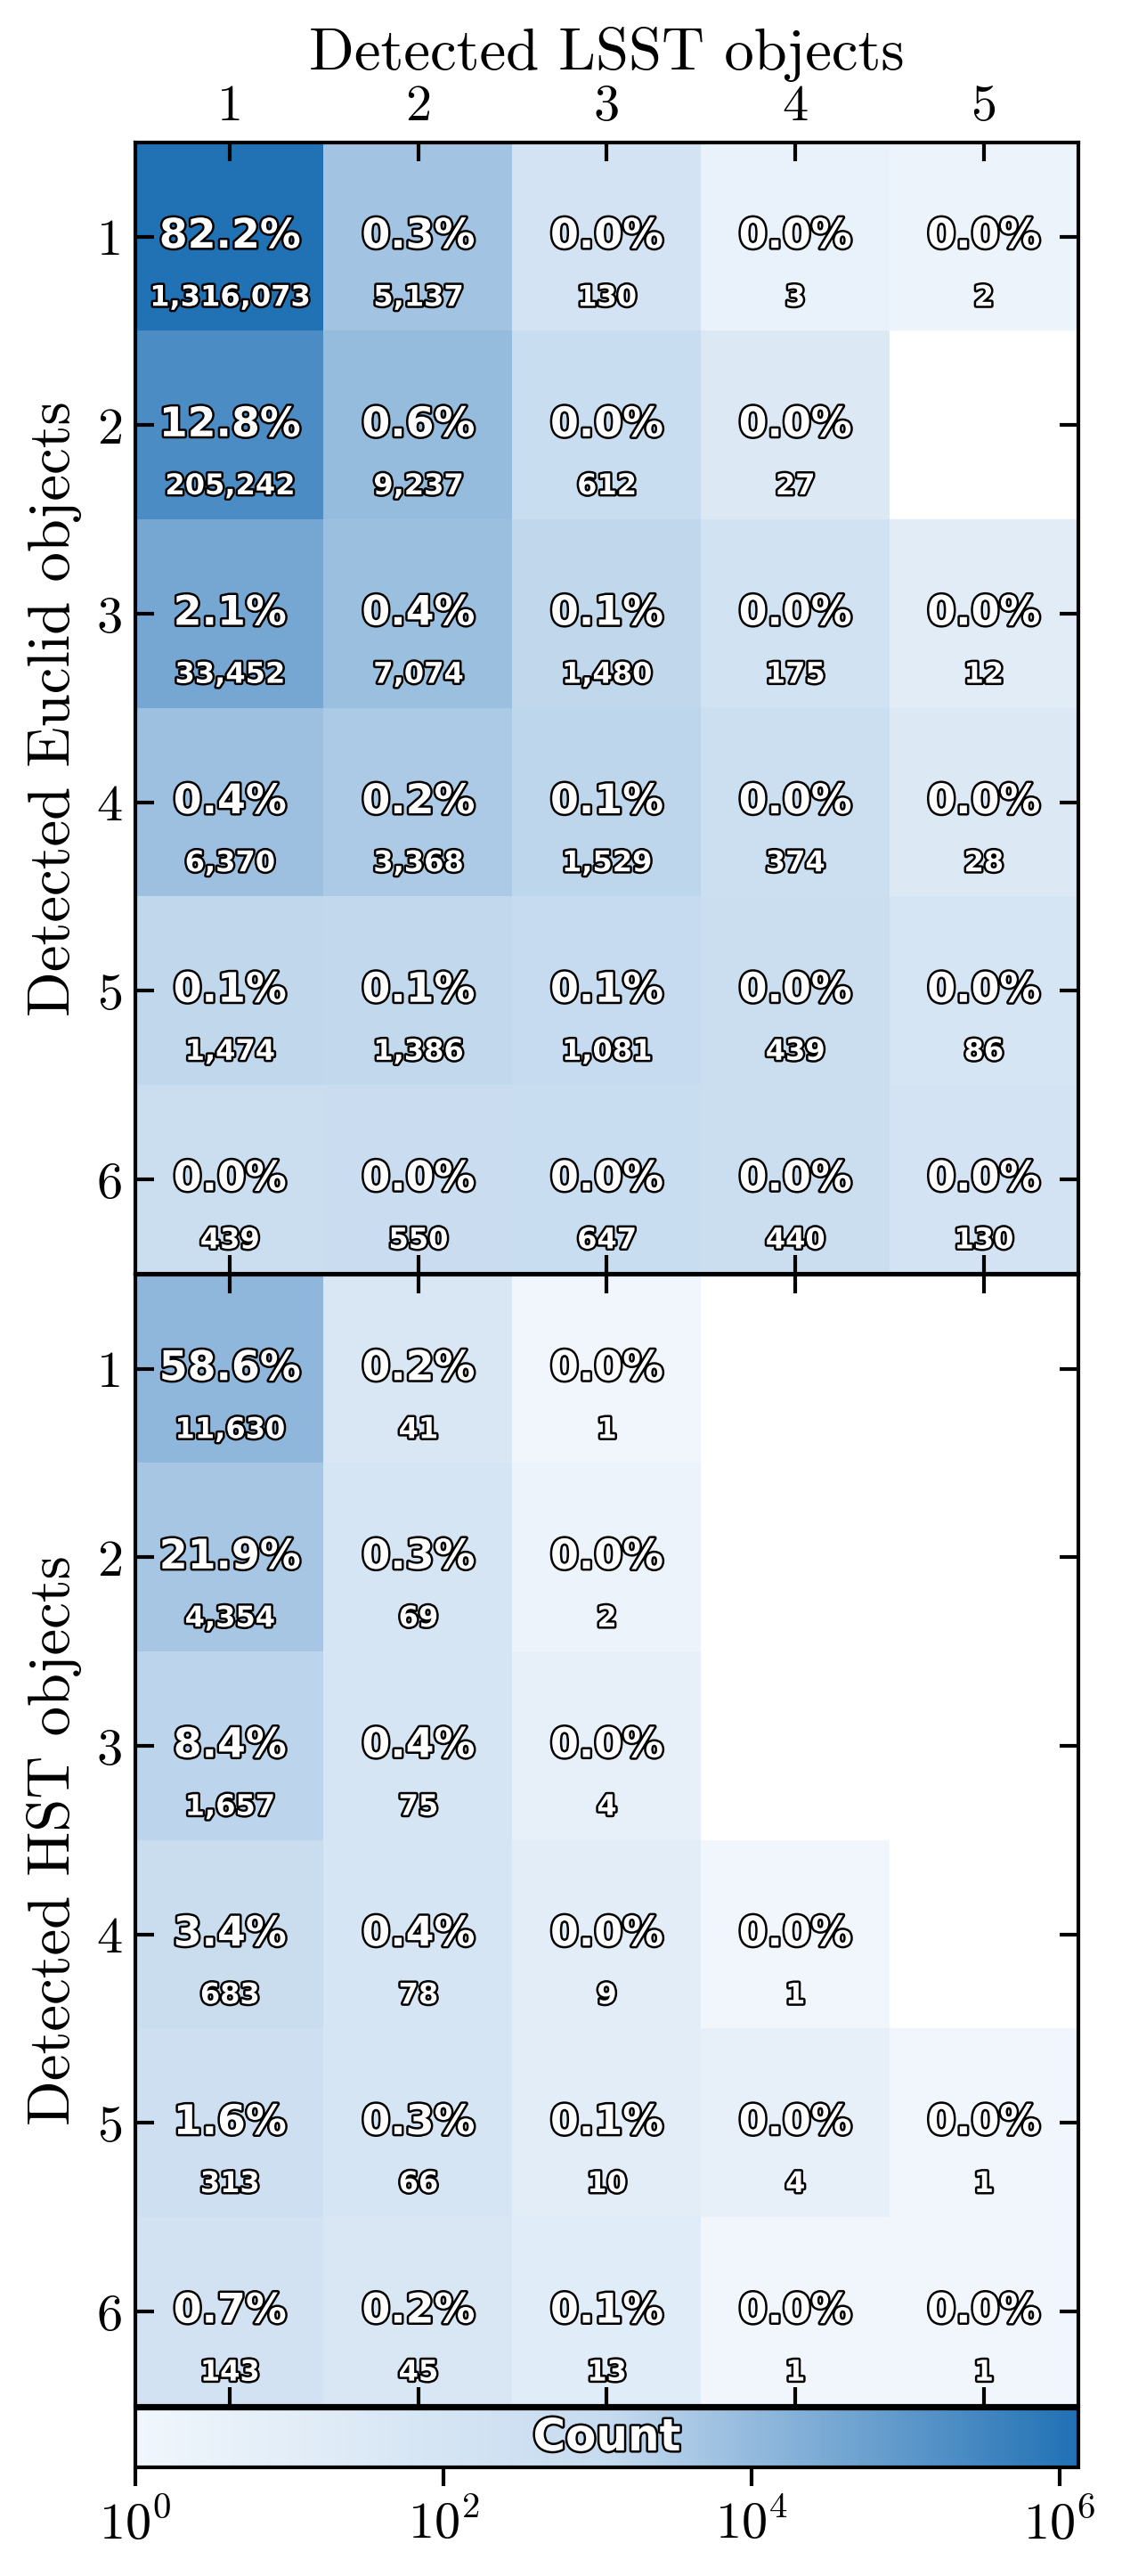 Detected LSST objects
1 2 3 4 5
Detected Euclid objects
1 82.2% 0.3% 0.0% 0.0% 0.0%
1,316,073 5,137 130 3 2
2 12.8% 0.6% 0.0% 0.0%
205,242 9,237 612 27
3 2.1% 0.4% 0.1% 0.0% 0.0%
33,452 7,074 1,480 175 12
4 0.4% 0.2% 0.1% 0.0% 0.0%
6,370 3,368 1,529 374 28
5 0.1% 0.1% 0.1% 0.0% 0.0%
1,474 1,386 1,081 439 86
6 0.0% 0.0% 0.0% 0.0% 0.0%
439 550 647 440 130
Detected HST objects
1 58.6% 0.2% 0.0%
11,630 41 1
2 21.9% 0.3% 0.0%
4,354 69 2
3 8.4% 0.4% 0.0%
1,657 75 4
4 3.4% 0.4% 0.0% 0.0%
683 78 9 1
5 1.6% 0.3% 0.1% 0.0% 0.0%
313 66 10 4 1
6 0.7% 0.2% 0.1% 0.0% 0.0%
143 45 13 1 1
Count
10⁰ 10² 10⁴ 10⁶